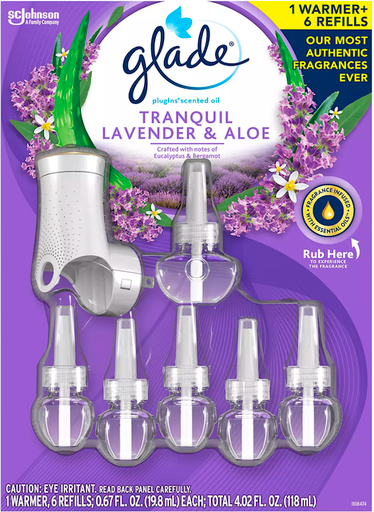 SC Johnson
A Family Company
1 WARMER+
6 REFILLS
OUR MOST
AUTHENTIC
FRAGRANCES
EVER
glade
plugins® scented oil
TRANQUIL
LAVENDER & ALOE
Crafted with notes of
Eucalyptus & Bergamot
FRAGRANCE INFUSED
WITH ESSENTIAL OILS
Rub Here
TO EXPERIENCE
THE FRAGRANCE
CAUTION: EYE IRRITANT. READ BACK PANEL CAREFULLY.
1 WARMER, 6 REFILLS; 0.67 FL. OZ. (19.8 mL) EACH; TOTAL 4.02 FL. OZ. (118 mL)